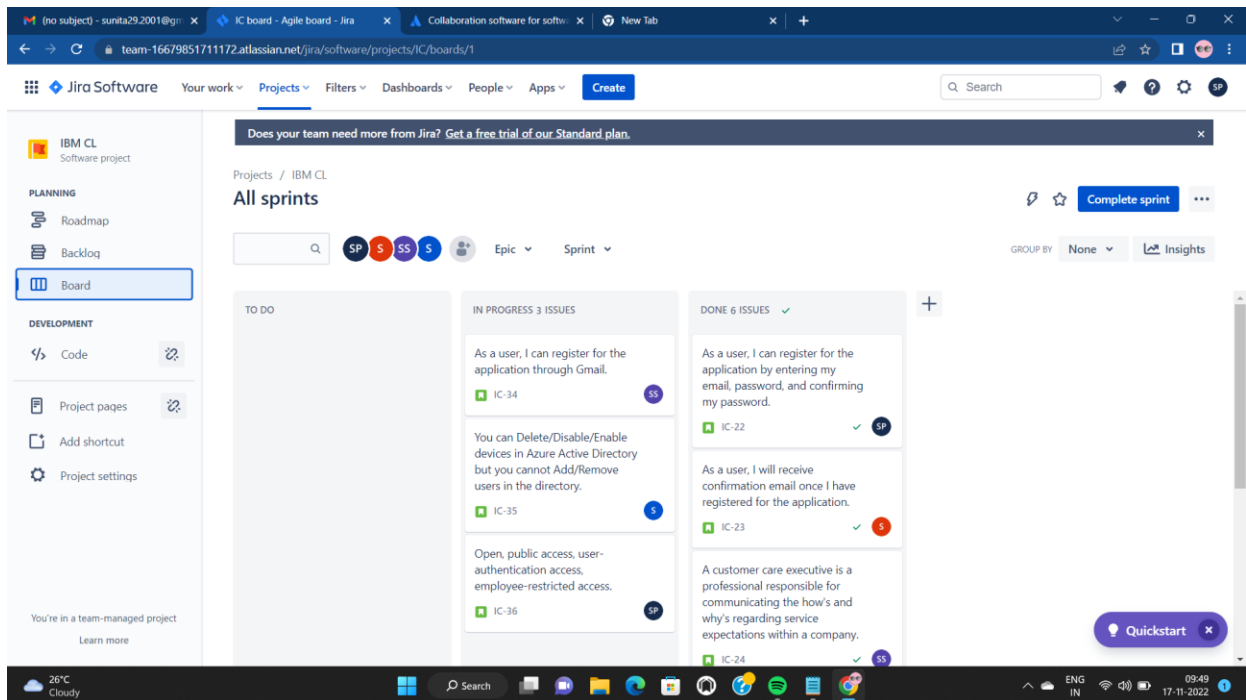 (no subject) - sunita29.2001@gm
IC board - Agile board - Jira
Collaboration software for softw
New Tab
team-16679851711172.atlassian.net/jira/software/projects/IC/boards/1
Jira Software
Your work
Projects
Filters
Dashboards
People
Apps
Create
Search
SP
Does your team need more from Jira? Get a free trial of our Standard plan.
IBM CL
Software project
PLANNING
Roadmap
Backlog
Board
DEVELOPMENT
Code
Project pages
Add shortcut
Project settings
You're in a team-managed project
Learn more
Projects / IBM CL
All sprints
Complete sprint
SP S SS S
Epic
Sprint
GROUP BY None
Insights
TO DO
IN PROGRESS 3 ISSUES
As a user, I can register for the
application through Gmail.
IC-34 SS
You can Delete/Disable/Enable
devices in Azure Active Directory
but you cannot Add/Remove
users in the directory.
IC-35 S
Open, public access, user-
authentication access,
employee-restricted access.
IC-36 SP
DONE 6 ISSUES
As a user, I can register for the
application by entering my
email, password, and confirming
my password.
IC-22 SP
As a user, I will receive
confirmation email once I have
registered for the application.
IC-23 S
A customer care executive is a
professional responsible for
communicating the how's and
why's regarding service
expectations within a company.
IC-24 SS
Quickstart
26°C
Cloudy
Search
ENG
IN
09:49
17-11-2022
1